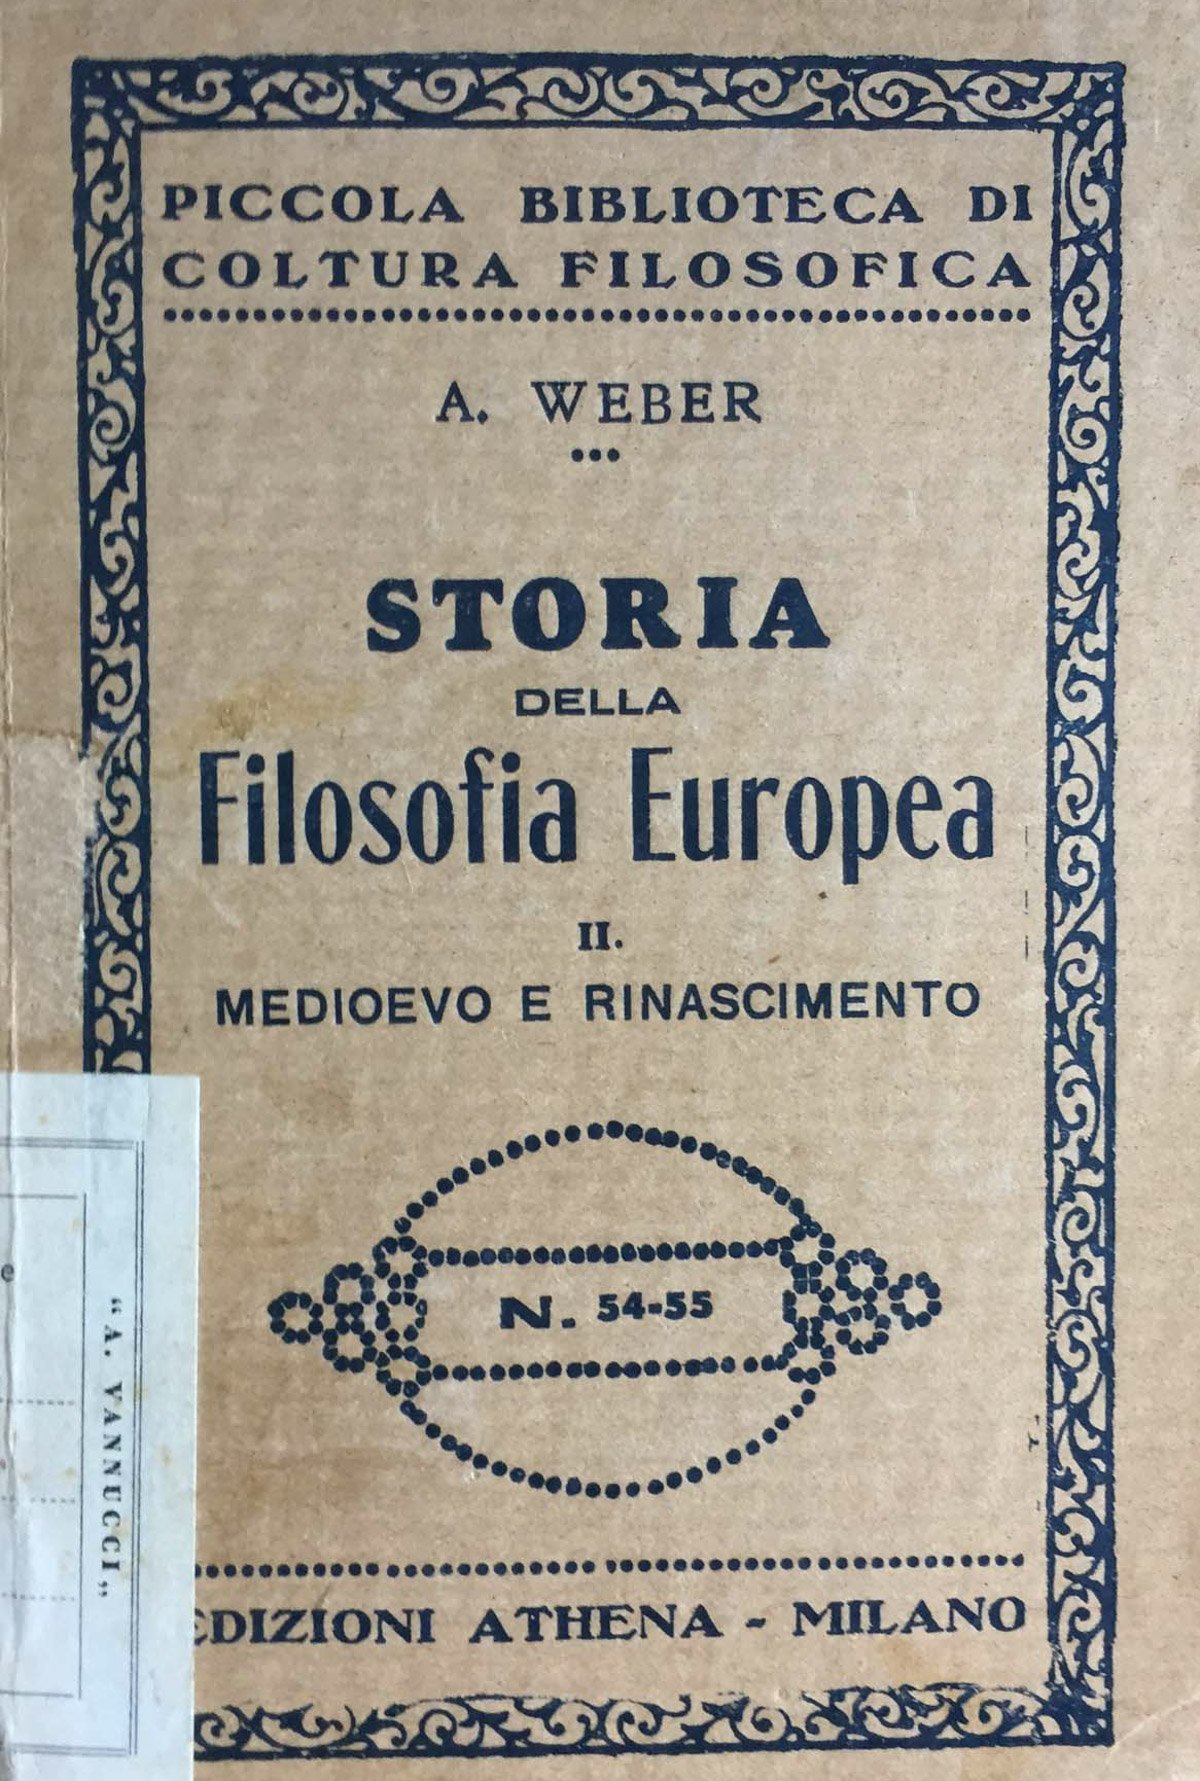 PICCOLA BIBLIOTECA DI
COLTURA FILOSOFICA
A. WEBER
STORIA
DELLA
Filosofia Europea
II.
MEDIOEVO E RINASCIMENTO
N. 54-55
EDIZIONI ATHENA - MILANO
e
“A. VANNUCCI„